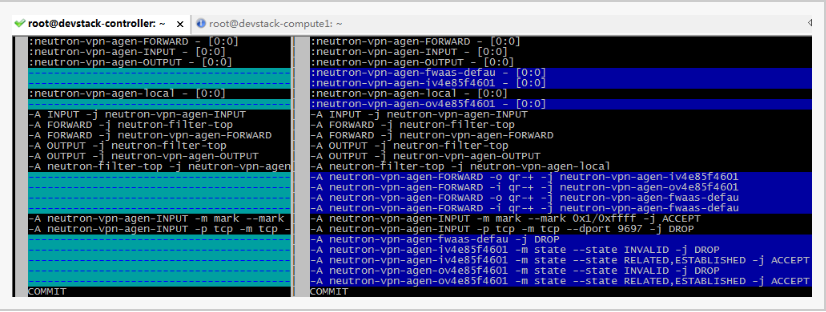 root@devstack-controller: ~ × root@devstack-compute1: ~
:neutron-vpn-agen-FORWARD - [0:0]
:neutron-vpn-agen-INPUT - [0:0]
:neutron-vpn-agen-OUTPUT - [0:0]
:neutron-vpn-agen-local - [0:0]
-A INPUT -j neutron-vpn-agen-INPUT
-A FORWARD -j neutron-filter-top
-A FORWARD -j neutron-vpn-agen-FORWARD
-A OUTPUT -j neutron-filter-top
-A OUTPUT -j neutron-vpn-agen-OUTPUT
-A neutron-filter-top -j neutron-vpn-agen
-A neutron-vpn-agen-INPUT -m mark --mark
-A neutron-vpn-agen-INPUT -p tcp -m tcp -
COMMIT
:neutron-vpn-agen-FORWARD - [0:0]
:neutron-vpn-agen-INPUT - [0:0]
:neutron-vpn-agen-OUTPUT - [0:0]
:neutron-vpn-agen-fwaas-defau - [0:0]
:neutron-vpn-agen-iv4e85f4601 - [0:0]
:neutron-vpn-agen-local - [0:0]
:neutron-vpn-agen-ov4e85f4601 - [0:0]
-A INPUT -j neutron-vpn-agen-INPUT
-A FORWARD -j neutron-filter-top
-A FORWARD -j neutron-vpn-agen-FORWARD
-A OUTPUT -j neutron-filter-top
-A OUTPUT -j neutron-vpn-agen-OUTPUT
-A neutron-filter-top -j neutron-vpn-agen-local
-A neutron-vpn-agen-FORWARD -o qr-+ -j neutron-vpn-agen-iv4e85f4601
-A neutron-vpn-agen-FORWARD -i qr-+ -j neutron-vpn-agen-ov4e85f4601
-A neutron-vpn-agen-FORWARD -o qr-+ -j neutron-vpn-agen-fwaas-defau
-A neutron-vpn-agen-FORWARD -i qr-+ -j neutron-vpn-agen-fwaas-defau
-A neutron-vpn-agen-INPUT -m mark --mark 0x1/0xffff -j ACCEPT
-A neutron-vpn-agen-INPUT -p tcp -m tcp --dport 9697 -j DROP
-A neutron-vpn-agen-fwaas-defau -j DROP
-A neutron-vpn-agen-iv4e85f4601 -m state --state INVALID -j DROP
-A neutron-vpn-agen-iv4e85f4601 -m state --state RELATED,ESTABLISHED -j ACCEPT
-A neutron-vpn-agen-ov4e85f4601 -m state --state INVALID -j DROP
-A neutron-vpn-agen-ov4e85f4601 -m state --state RELATED,ESTABLISHED -j ACCEPT
COMMIT